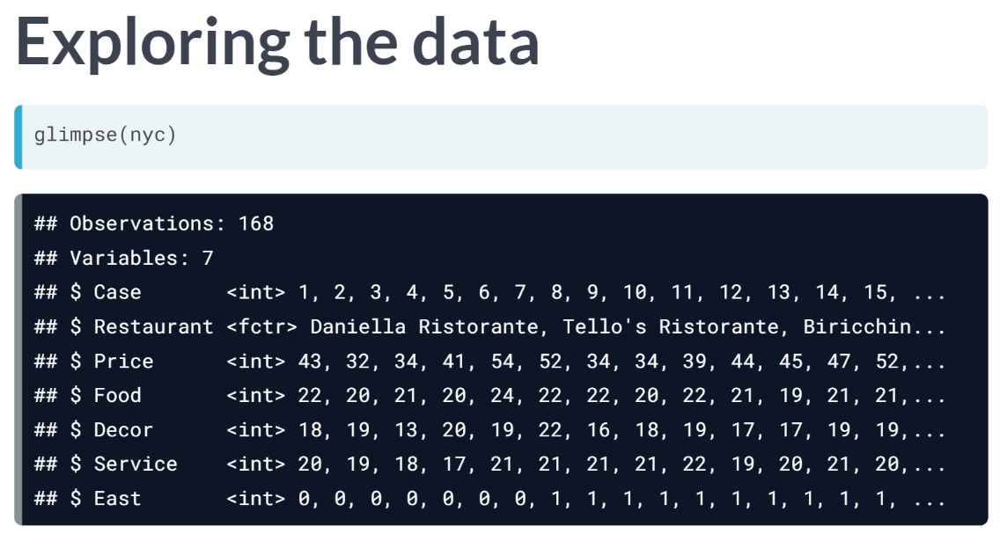 Exploring the data
glimpse(nyc)
## Observations: 168
## Variables: 7
## $ Case       <int> 1, 2, 3, 4, 5, 6, 7, 8, 9, 10, 11, 12, 13, 14, 15, ...
## $ Restaurant <fctr> Daniella Ristorante, Tello's Ristorante, Biricchin...
## $ Price      <int> 43, 32, 34, 41, 54, 52, 34, 34, 39, 44, 45, 47, 52,...
## $ Food       <int> 22, 20, 21, 20, 24, 22, 22, 20, 22, 21, 19, 21, 21,...
## $ Decor      <int> 18, 19, 13, 20, 19, 22, 16, 18, 19, 17, 17, 19, 19,...
## $ Service    <int> 20, 19, 18, 17, 21, 21, 21, 21, 22, 19, 20, 21, 20,...
## $ East       <int> 0, 0, 0, 0, 0, 0, 0, 1, 1, 1, 1, 1, 1, 1, 1, 1, 1, ...